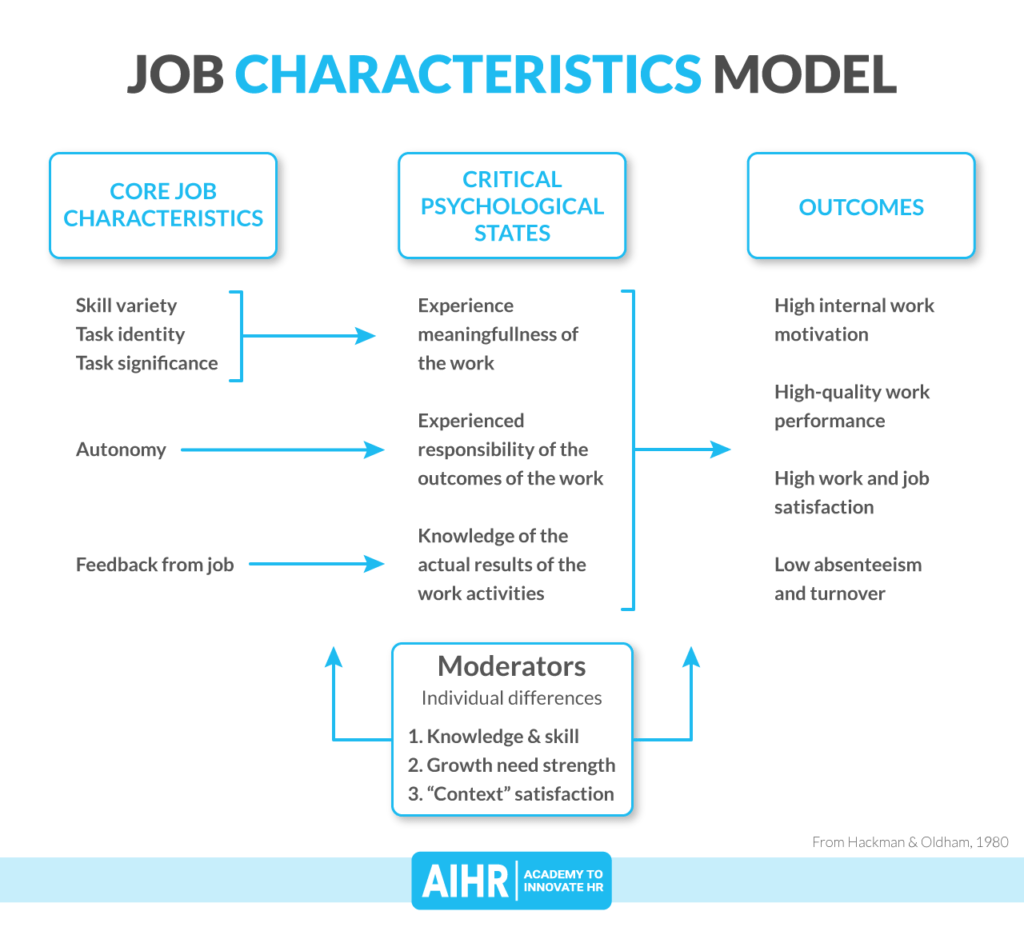 JOB CHARACTERISTICS MODEL
CORE JOB
CHARACTERISTICS
CRITICAL
PSYCHOLOGICAL
STATES
OUTCOMES
Skill variety
Task identity
Task significance
Autonomy
Feedback from job
Experience
meaningfullness of
the work
Experienced
responsibility of the
outcomes of the work
Knowledge of the
actual results of the
work activities
High internal work
motivation
High-quality work
performance
High work and job
satisfaction
Low absenteeism
and turnover
Moderators
Individual differences
1. Knowledge & skill
2. Growth need strength
3. “Context” satisfaction
From Hackman & Oldham, 1980
AIHR
ACADEMY TO
INNOVATE HR